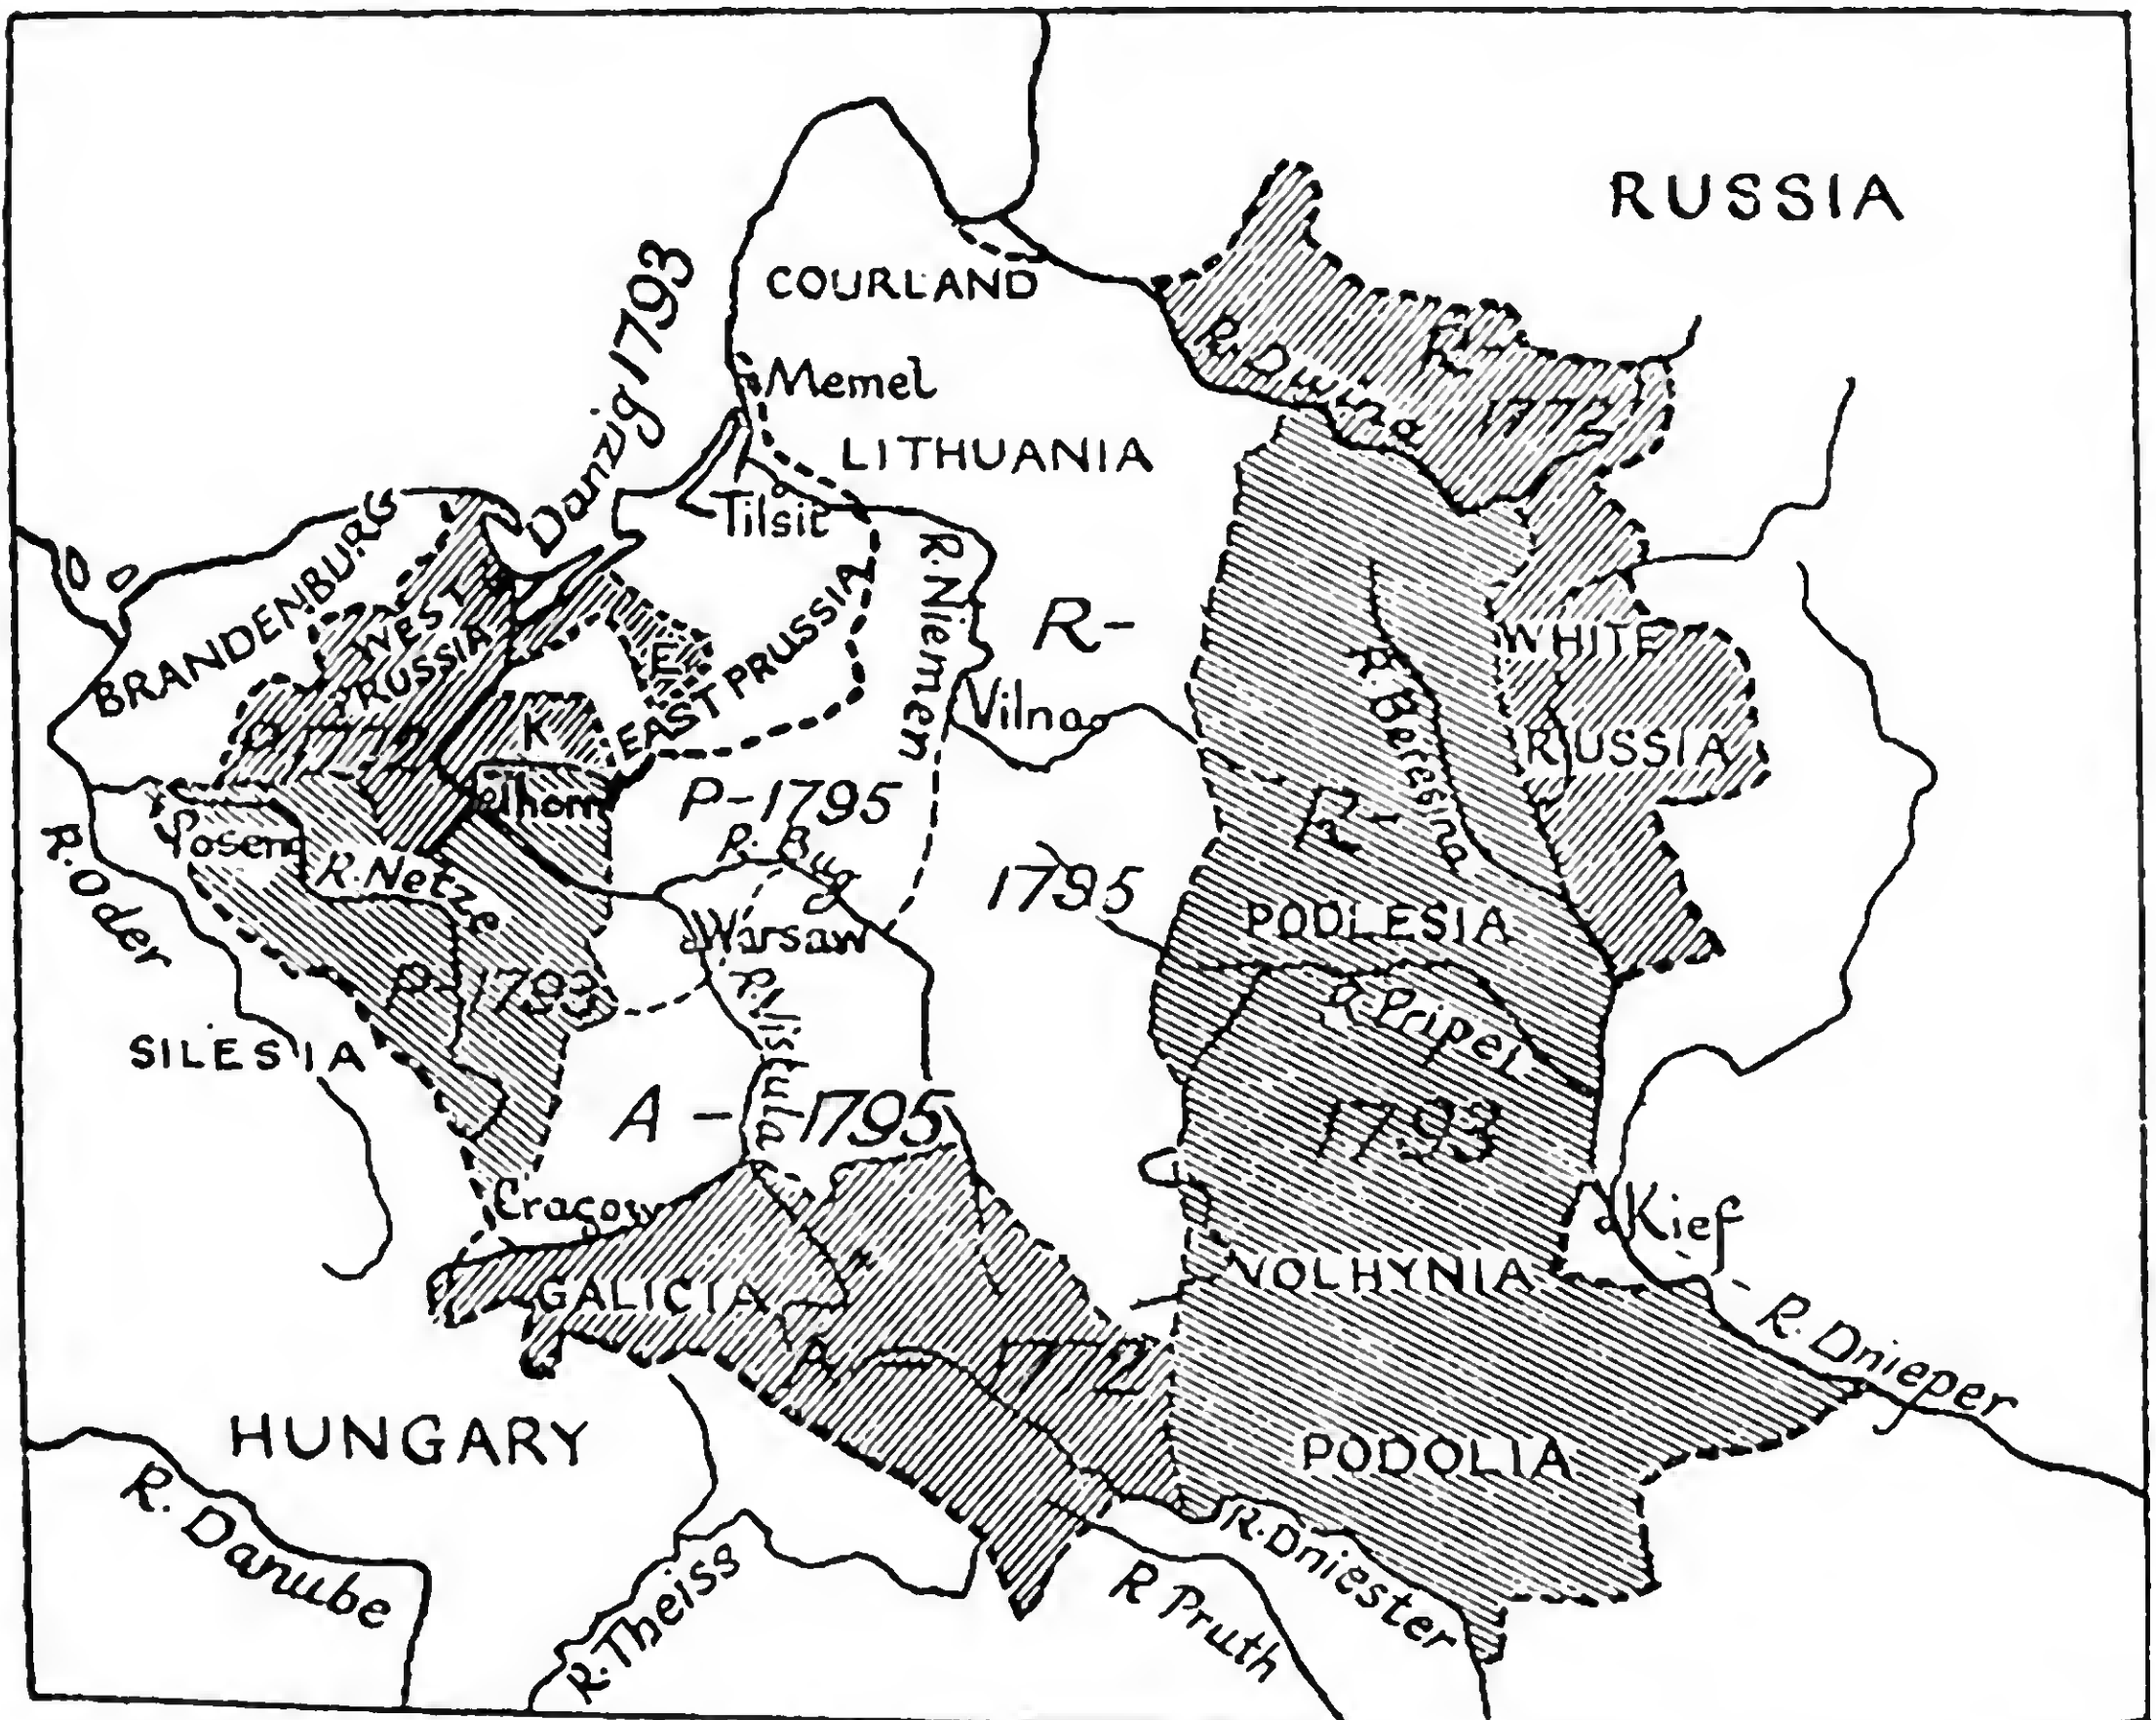 RUSSIA
COURLAND
Danzig 1793
Memel
R. Dwina
R-
1772
LITHUANIA
Tilsit
BRANDENBURG
WEST
PRUSSIA
E
EAST PRUSSIA
R. Niemen
R-
WHITE
RUSSIA
R. Beresina
Vilna
K
Thorn
P-1795
R. Bug
Posen
R. Netze
R. Oder
1795
R-
PODLESIA
Warsaw
P-1793
R. Vistula
R. Pripet
SILESIA
A-1795
1793
Cracow
Kief
GALICIA
VOLHYNIA
R. Dnieper
1772
HUNGARY
PODOLIA
R. Danube
R. Theiss
R Pruth
R. Dniester